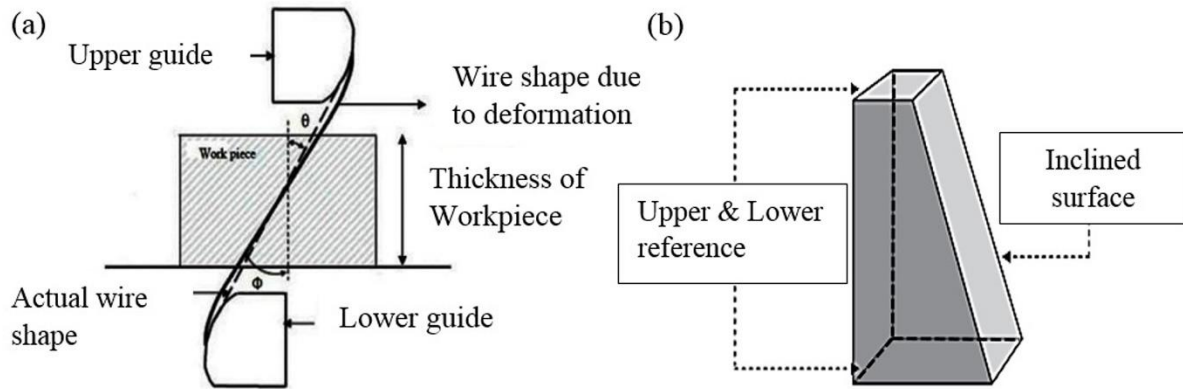 (a)
Upper guide
Wire shape due
to deformation
θ
Work piece
Thickness of
Workpiece
Φ
Actual wire
shape
Lower guide
(b)
Upper & Lower
reference
Inclined
surface